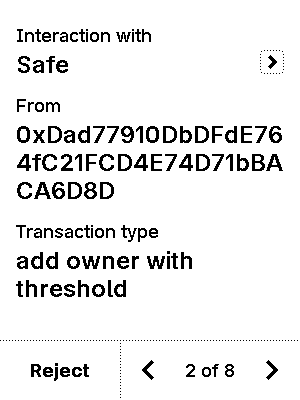 Interaction with
Safe
From
0xDad77910DbDFdE76
4fC21FCD4E74D71bBA
CA6D8D
Transaction type
add owner with
threshold
Reject
2 of 8